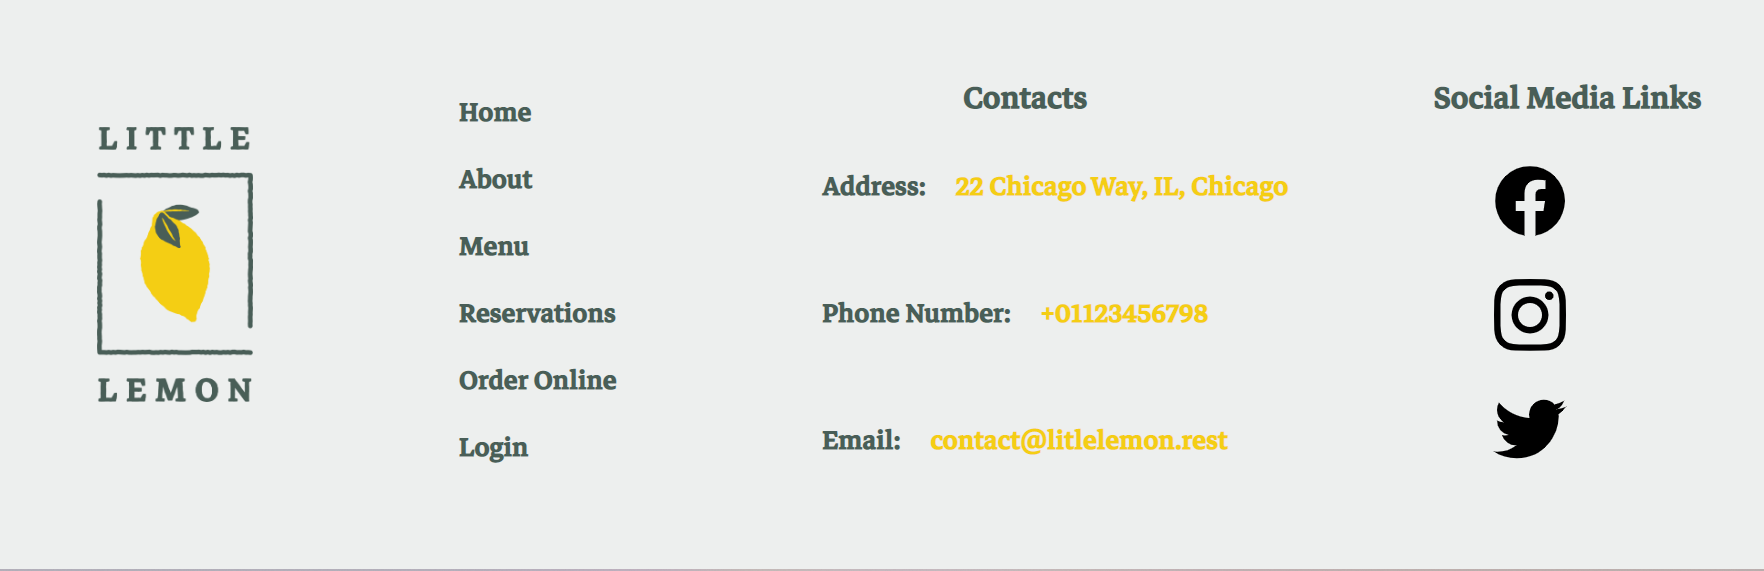 LITTLE
LEMON
Home
About
Menu
Reservations
Order Online
Login
Contacts
Address: 22 Chicago Way, IL, Chicago
Phone Number: +01123456798
Email: contact@litlelemon.rest
Social Media Links